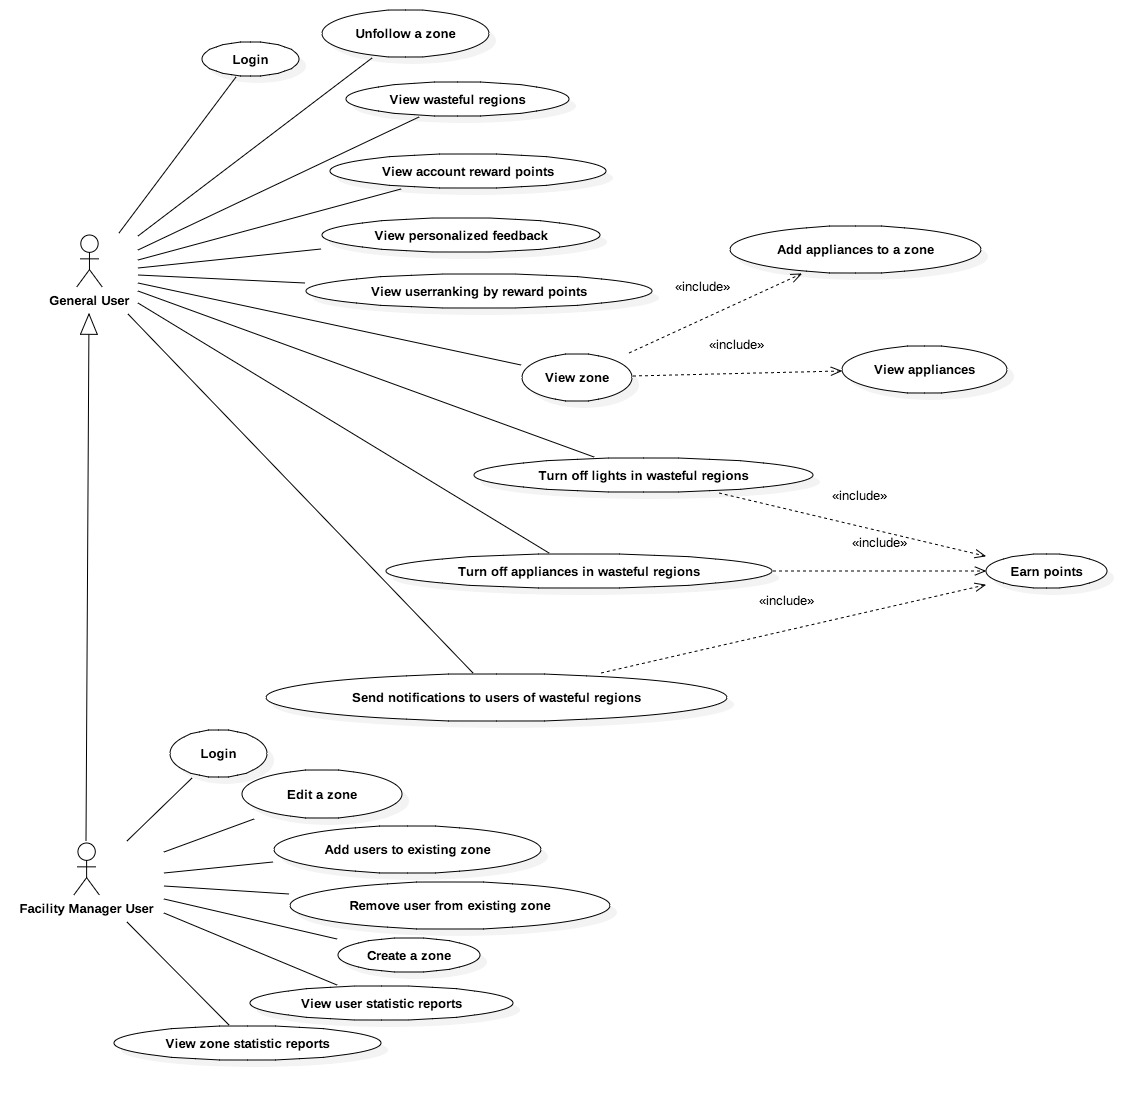 Unfollow a zone
Login
View wasteful regions
View account reward points
View personalized feedback
Add appliances to a zone
«include»
View userranking by reward points
General User
«include»
View appliances
View zone
Turn off lights in wasteful regions
«include»
«include»
Turn off appliances in wasteful regions
Earn points
«include»
Send notifications to users of wasteful regions
Login
Edit a zone
Add users to existing zone
Remove user from existing zone
Facility Manager User
Create a zone
View user statistic reports
View zone statistic reports